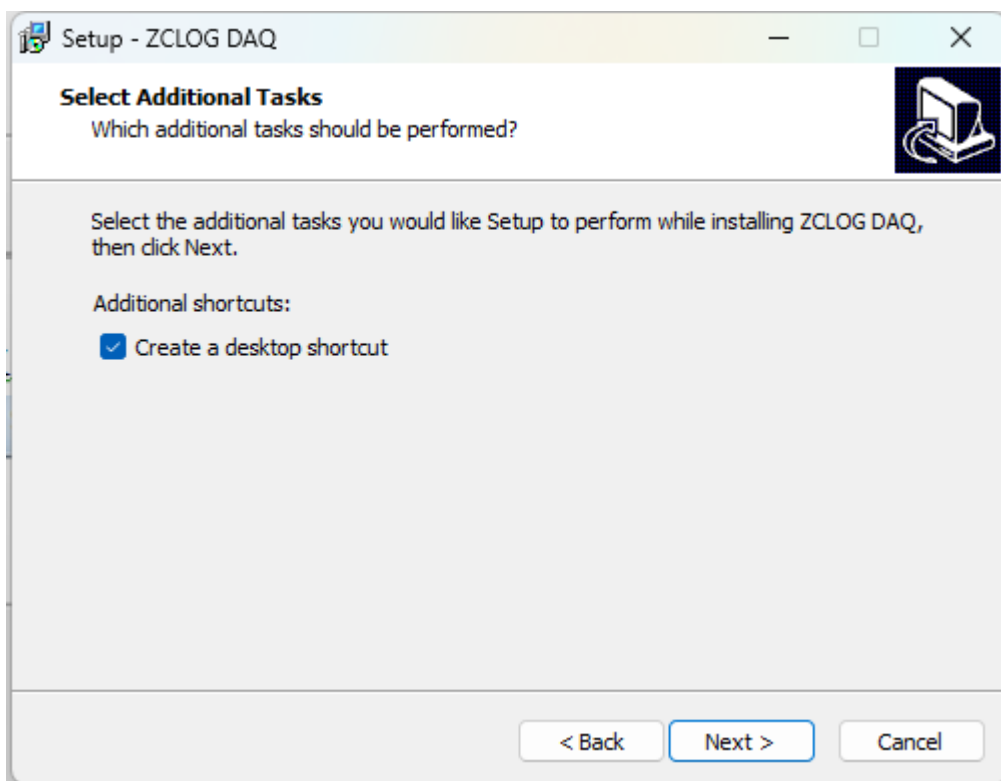 Setup - ZCLOG DAQ
Select Additional Tasks
Which additional tasks should be performed?
Select the additional tasks you would like Setup to perform while installing ZCLOG DAQ,
then click Next.
Additional shortcuts:
Create a desktop shortcut
< Back
Next >
Cancel